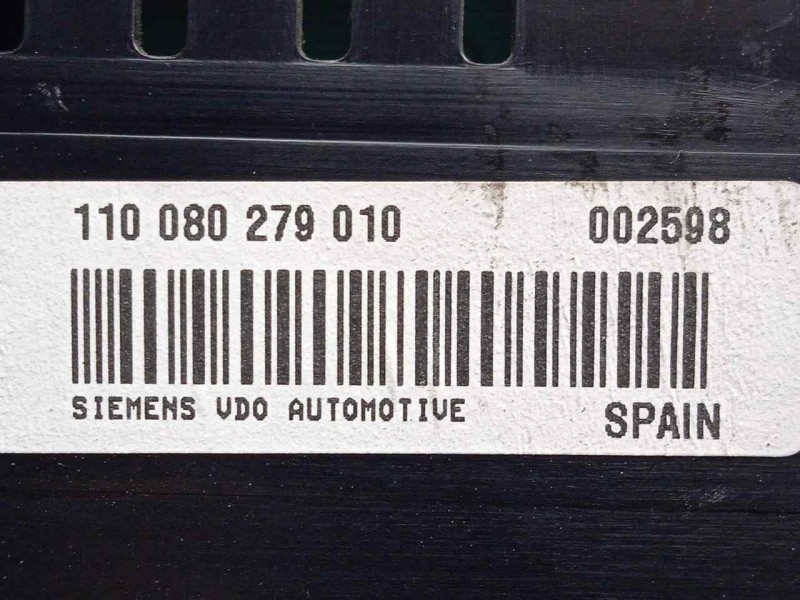 110 080 279 010 002598
SIEMENS VDO AUTOMOTIVE SPAIN